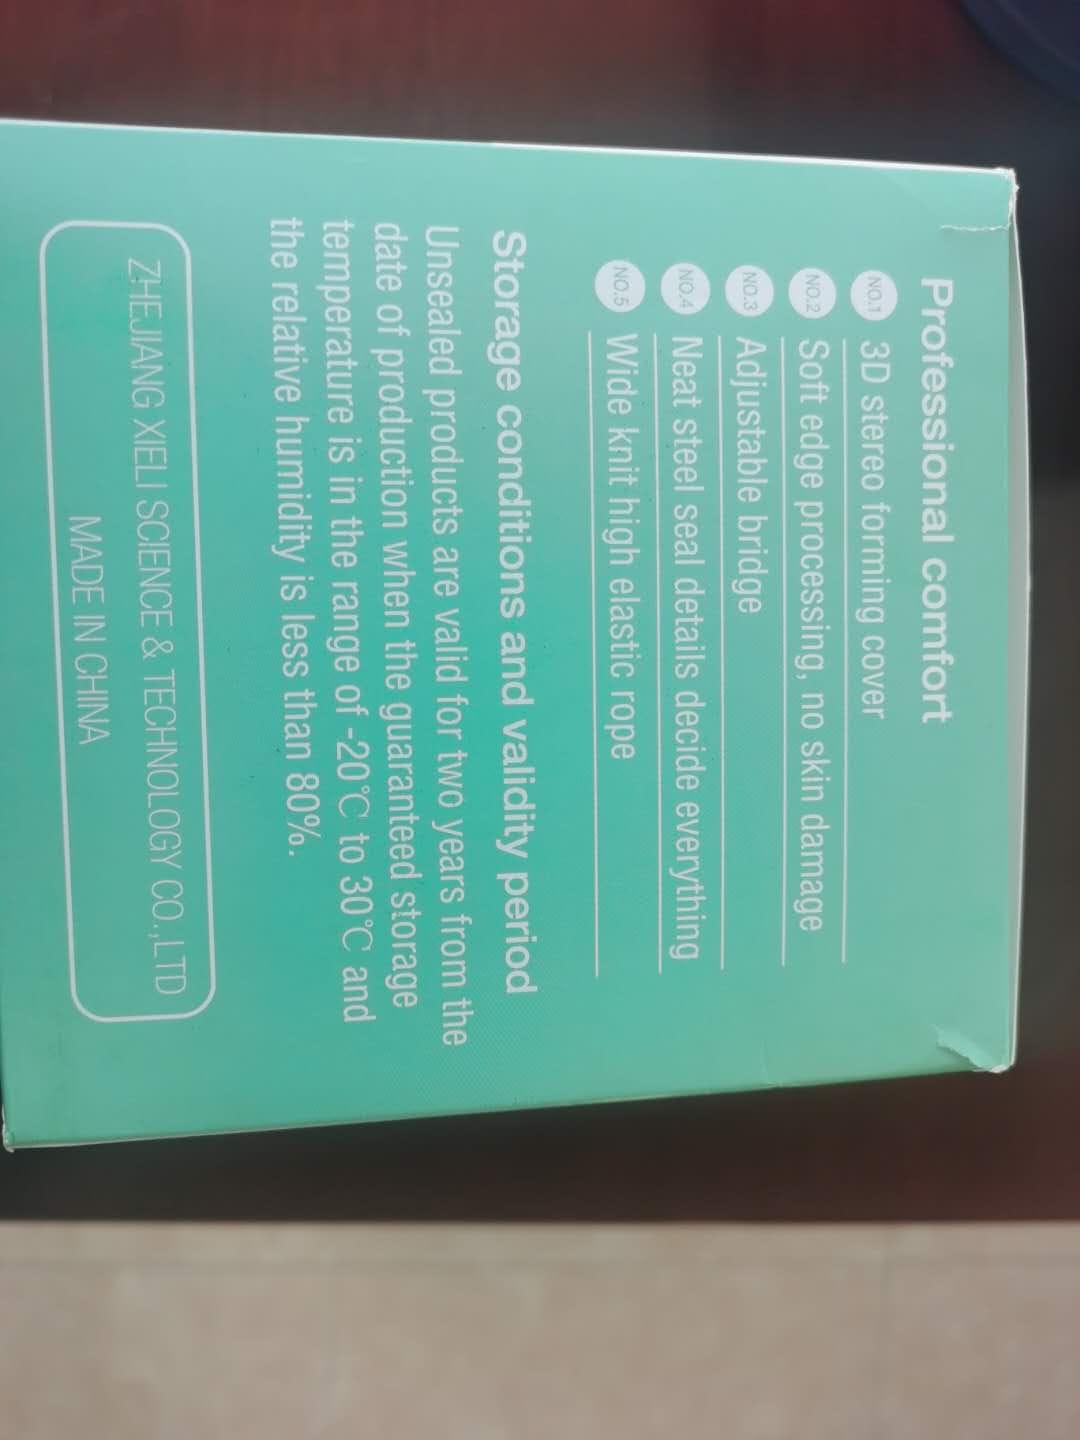 Professional comfort
NO.1 3D stereo forming cover
NO.2 Soft edge processing, no skin damage
NO.3 Adjustable bridge
NO.4 Neat steel seal details decide everything
NO.5 Wide knit high elastic rope
Storage conditions and validity period
Unsealed products are valid for two years from the
date of production when the guaranteed storage
temperature is in the range of -20℃ to 30℃ and
the relative humidity is less than 80%.
ZHEJIANG XIELI SCIENCE & TECHNOLOGY CO.,LTD
MADE IN CHINA